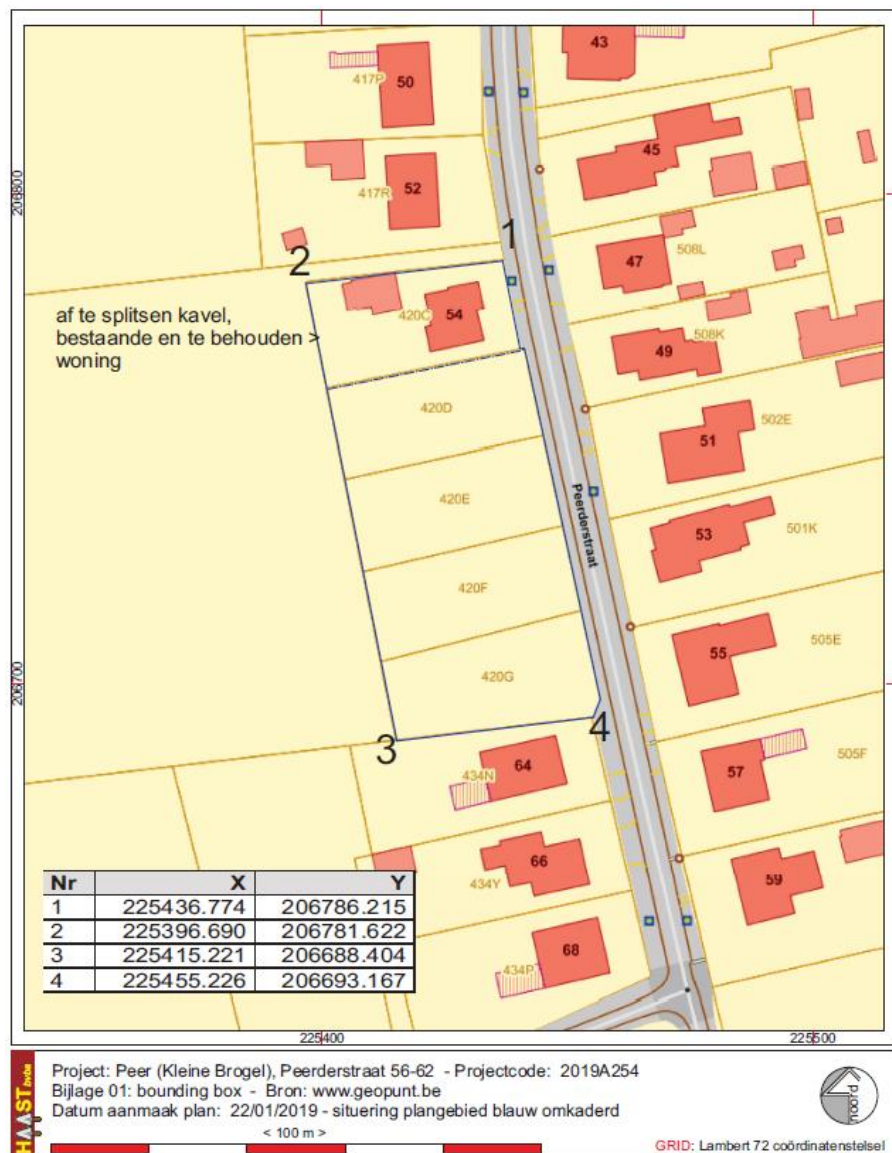 43
50
417P
45
52
417R
206800
1
2
47
508L
af te splitsen kavel,
bestaande en te behouden >
woning
420C
54
508K
49
420D
502E
51
Peerderstraat
420E
53
501K
420F
505E
55
206700
420G
4
3
64
434N
57
505F
66
434Y
59
68
434P
Nr X Y
1 225436.774 206786.215
2 225396.690 206781.622
3 225415.221 206688.404
4 225455.226 206693.167
225400
225500
HAAST bvba
Project: Peer (Kleine Brogel), Peerderstraat 56-62 - Projectcode: 2019A254
Bijlage 01: bounding box - Bron: www.geopunt.be
Datum aanmaak plan: 22/01/2019 - situering plangebied blauw omkaderd
< 100 m >
noord
GRID: Lambert 72 coördinatenstelsel